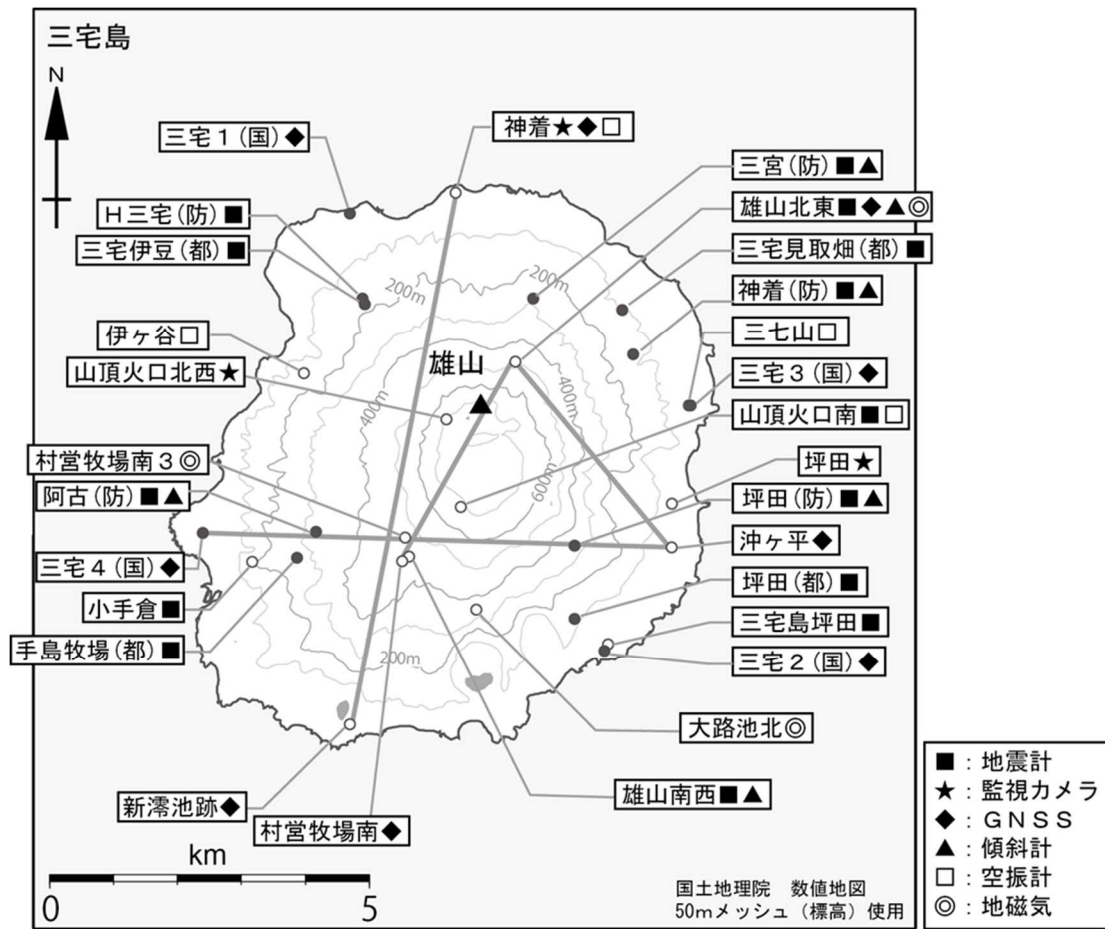 三宅島
N
神着★◆□
三宅1(国)◆
三宮(防)■▲
H三宅(防)■
雄山北東■◆▲◎
三宅伊豆(都)■
三宅見取畑(都)■
200m
200m
神着(防)■▲
伊ヶ谷□
三七山□
雄山
山頂火口北西★
三宅3(国)◆
400m
400m
山頂火口南■□
村営牧場南3◎
坪田★
600m
阿古(防)■▲
坪田(防)■▲
沖ヶ平◆
三宅4(国)◆
坪田(都)■
小手倉■
三宅島坪田■
手島牧場(都)■
200m
三宅2(国)◆
大路池北◎
新澪池跡◆
雄山南西■▲
村営牧場南◆
km
0 5
国土地理院 数値地図
50mメッシュ(標高)使用
■:地震計
★:監視カメラ
◆:GNSS
▲:傾斜計
□:空振計
◎:地磁気